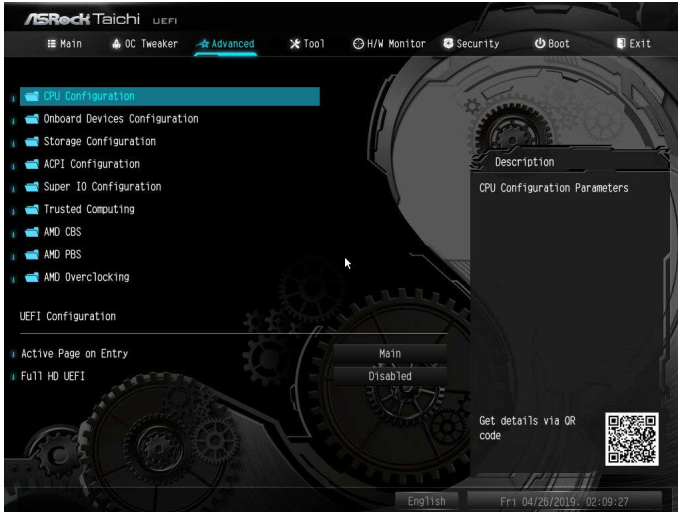 ASRock Taichi UEFI
Main OC Tweaker Advanced Tool H/W Monitor Security Boot Exit
CPU Configuration
Onboard Devices Configuration
Storage Configuration
ACPI Configuration
Super IO Configuration
Trusted Computing
AMD CBS
AMD PBS
AMD Overclocking
UEFI Configuration
Active Page on Entry Main
Full HD UEFI Disabled
Description
CPU Configuration Parameters
Get details via QR
code
English Fri 04/26/2019. 02:09:27